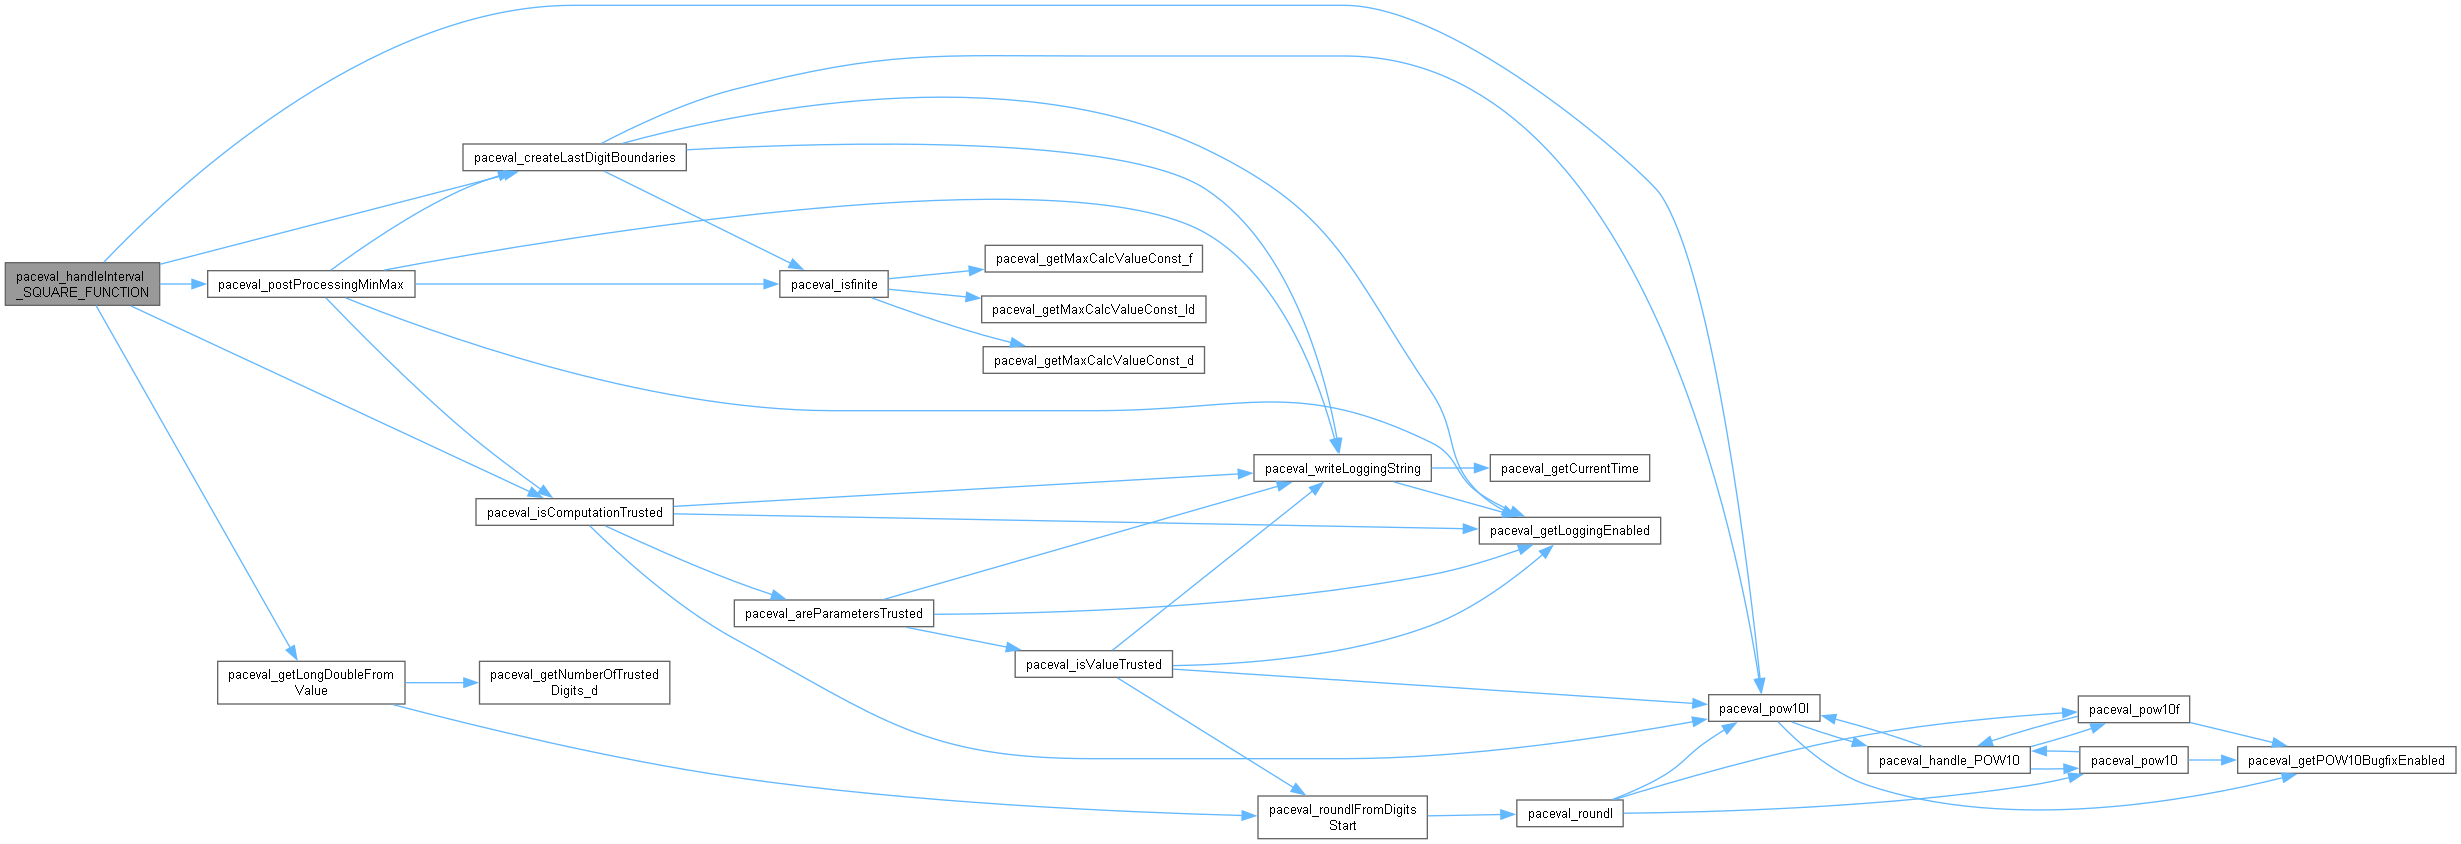 paceval_handleInterval
_SQUARE_FUNCTION
paceval_postProcessingMinMax
paceval_createLastDigitBoundaries
paceval_isfinite
paceval_getMaxCalcValueConst_f
paceval_getMaxCalcValueConst_ld
paceval_getMaxCalcValueConst_d
paceval_writeLoggingString
paceval_getCurrentTime
paceval_isComputationTrusted
paceval_getLoggingEnabled
paceval_areParametersTrusted
paceval_isValueTrusted
paceval_getLongDoubleFrom
Value
paceval_getNumberOfTrusted
Digits_d
paceval_pow10l
paceval_pow10f
paceval_handle_POW10
paceval_pow10
paceval_getPOW10BugfixEnabled
paceval_roundlFromDigits
Start
paceval_roundl